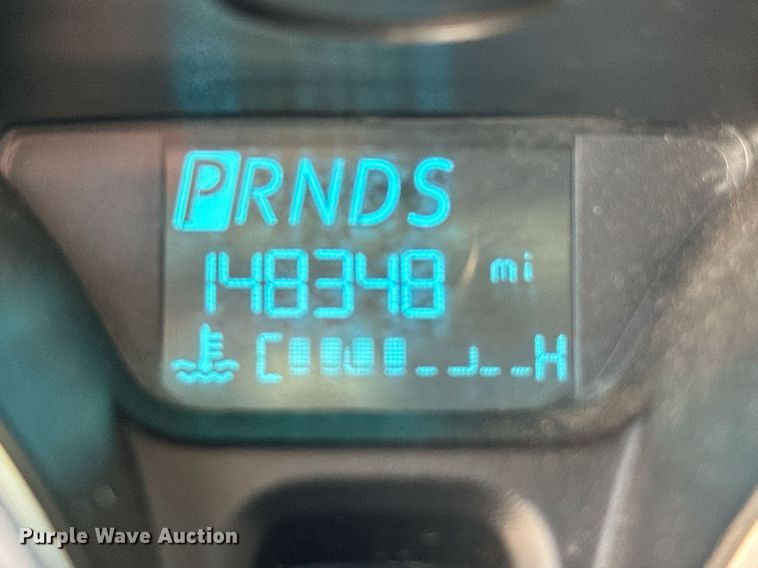 PRNDS
148348 mi
C H
Purple Wave Auction®